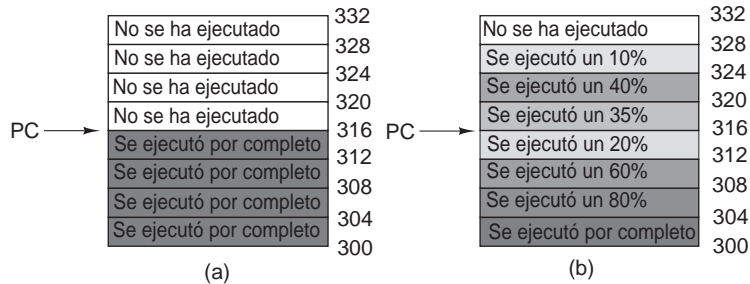 332
No se ha ejecutado
328
No se ha ejecutado
324
No se ha ejecutado
320
No se ha ejecutado
PC
316
Se ejecutó por completo
312
Se ejecutó por completo
308
Se ejecutó por completo
304
Se ejecutó por completo
300
(a)
332
No se ha ejecutado
328
Se ejecutó un 10%
324
Se ejecutó un 40%
320
Se ejecutó un 35%
PC
316
Se ejecutó un 20%
312
Se ejecutó un 60%
308
Se ejecutó un 80%
304
Se ejecutó por completo
300
(b)